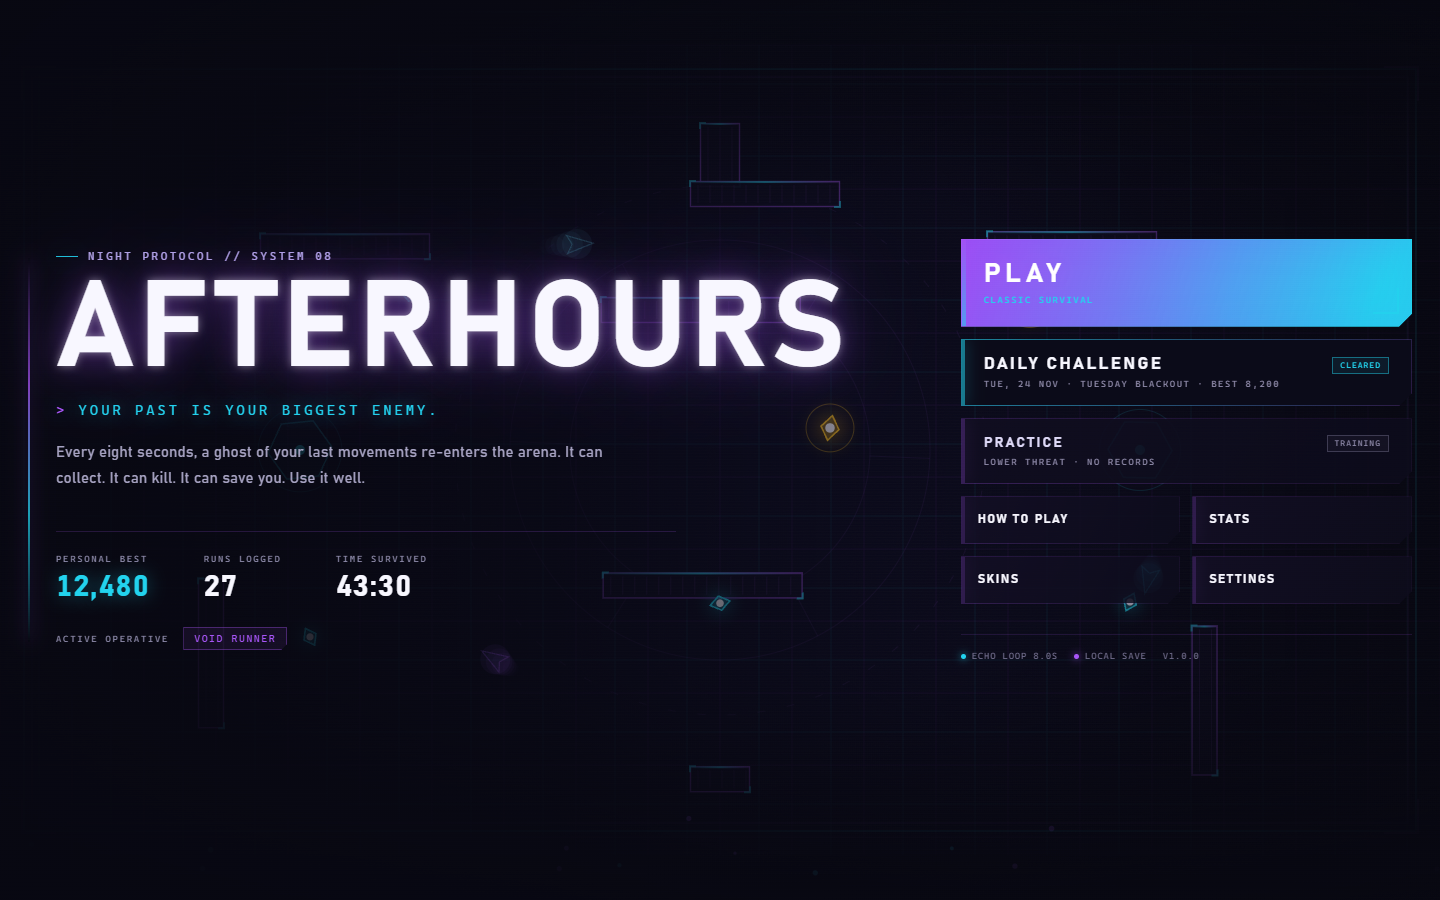 NIGHT PROTOCOL // SYSTEM 08
AFTERHOURS
> YOUR PAST IS YOUR BIGGEST ENEMY.
Every eight seconds, a ghost of your last movements re-enters the arena. It can
collect. It can kill. It can save you. Use it well.
PERSONAL BEST
12,480
RUNS LOGGED
27
TIME SURVIVED
43:30
ACTIVE OPERATIVE VOID RUNNER
PLAY
CLASSIC SURVIVAL
DAILY CHALLENGE
CLEARED
TUE, 24 NOV · TUESDAY BLACKOUT · BEST 8,200
PRACTICE
TRAINING
LOWER THREAT · NO RECORDS
HOW TO PLAY
STATS
SKINS
SETTINGS
ECHO LOOP 8.0S LOCAL SAVE V1.0.0